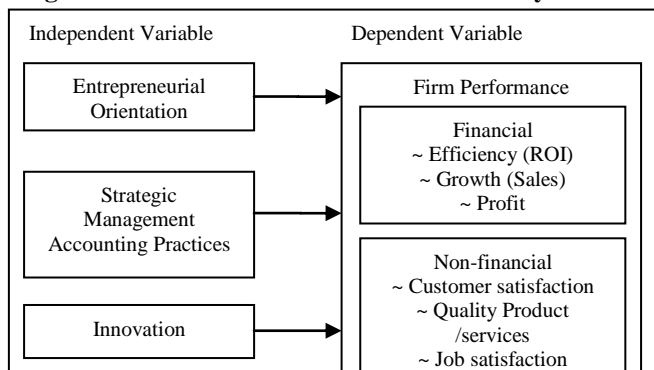 Independent Variable
Dependent Variable
Entrepreneurial
Orientation
Strategic
Management
Accounting Practices
Innovation
Firm Performance
Financial
~ Efficiency (ROI)
~ Growth (Sales)
~ Profit
Non-financial
~ Customer satisfaction
~ Quality Product
/services
~ Job satisfaction